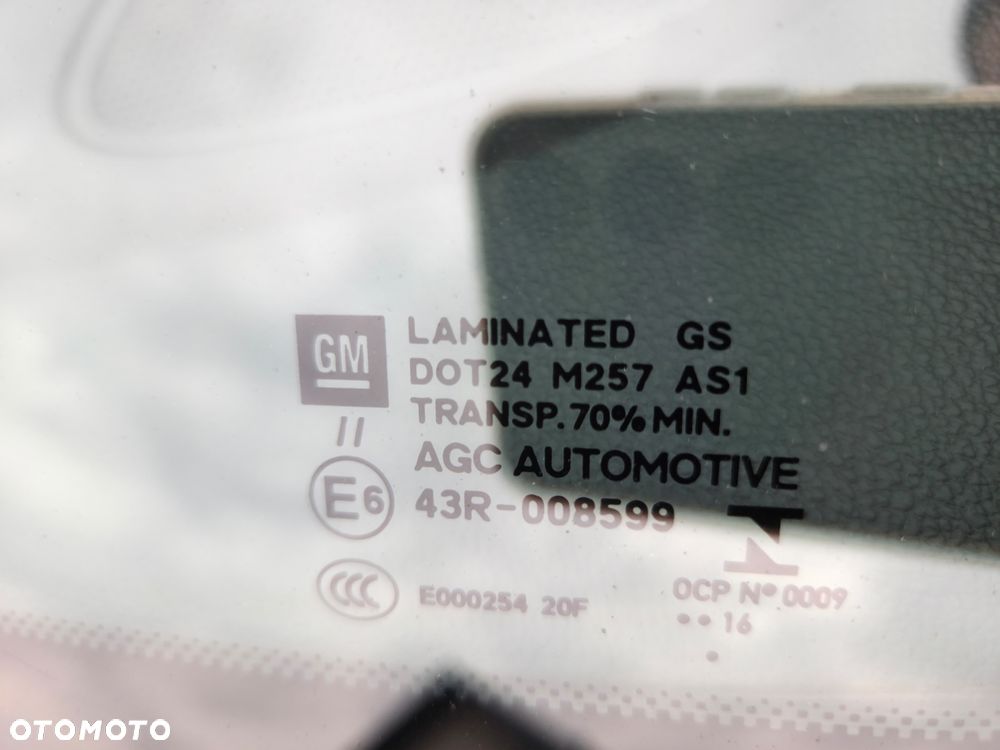 GM
LAMINATED GS
DOT24 M257 AS1
TRANSP.70% MIN.
//
AGC AUTOMOTIVE
E6
43R-008599
CCC
E000254 20F
OCP Nº 0009
•• 16
•
OTOMOTO